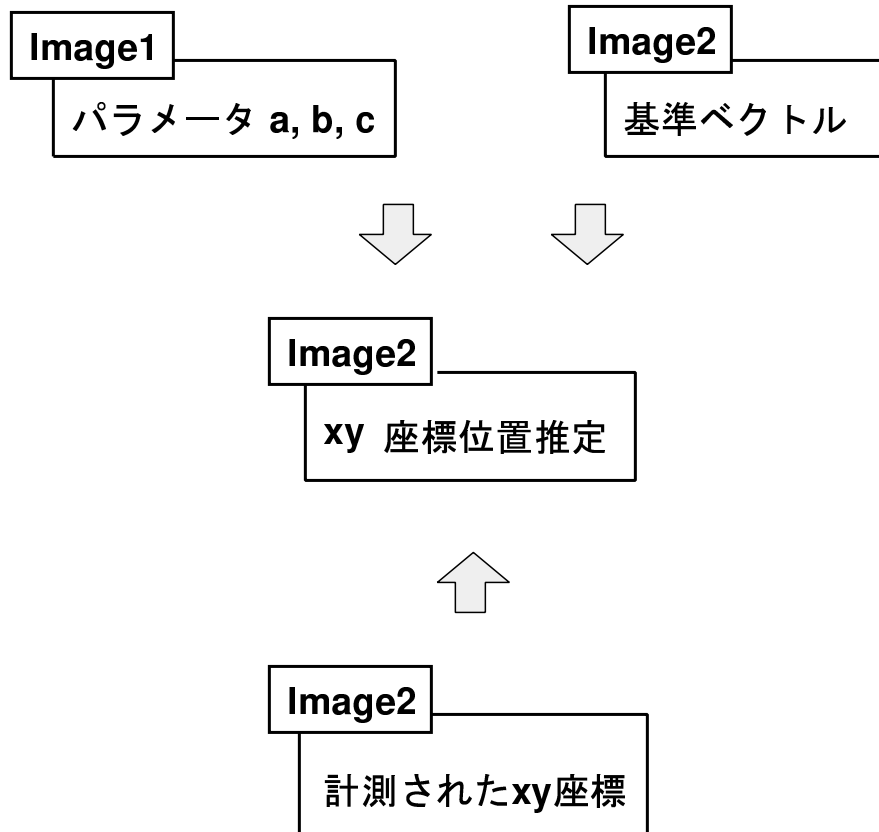 Image1
パラメータ a, b, c
Image2
基準ベクトル
Image2
xy 座標位置推定
Image2
計測されたxy座標